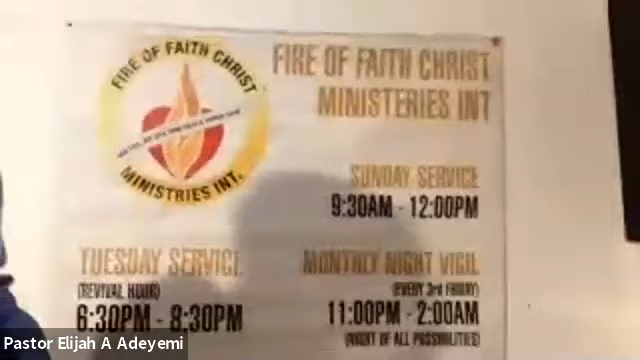 FIRE OF FAITH CHRIST
MINISTRIES INT.
FIRE OF FAITH CHRIST
MINISTERIES INT
SUNDAY SERVICE
9:30AM - 12:00PM
TUESDAY SERVICE
(REVIVAL HOUR)
6:30PM - 8:30PM
MONTHLY NIGHT VIGIL
(EVERY 3rd FRIDAY)
11:00PM - 2:00AM
(NIGHT OF ALL POSSIBILITIES)
Pastor Elijah A Adeyemi